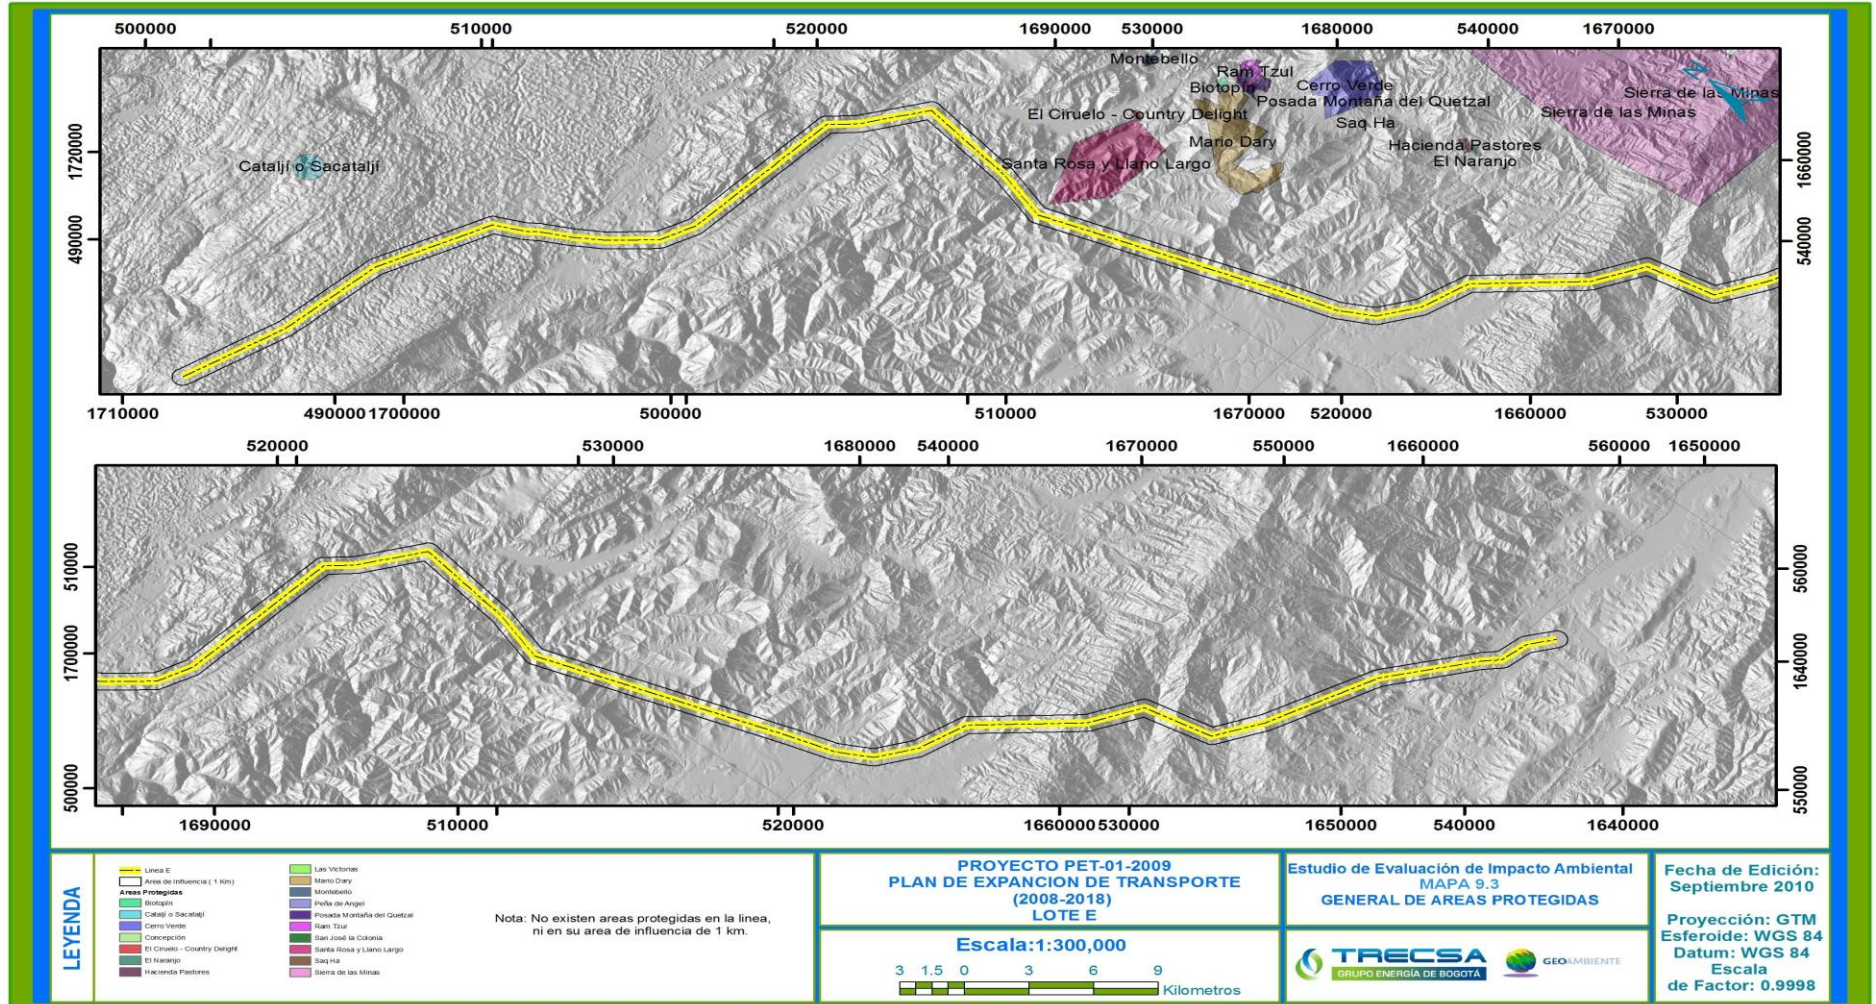 500000 510000 520000 1690000 530000 1680000 540000 1670000
Montebello
Ram Tzul
Biotopín
Cerro Verde
Sierra de las Minas
Posada Montaña del Quetzal
El Ciruelo - Country Delight
Sierra de las Minas
Saq Ha
Mario Dary
Hacienda Pastores
El Naranjo
Santa Rosa y Llano Largo
Cataljí o Sacataljí
N
1720000
490000
1660000
540000
1710000 490000 1700000 500000 510000 1670000 520000 1660000 530000
520000 530000 1680000 540000 1670000 550000 1660000 560000 1650000
510000
1700000
500000
560000
1640000
550000
1690000 510000 520000 1660000 530000 1650000 540000 1640000
LEYENDA
Linea E
Area de Influencia ( 1 Km)
Areas Protegidas
Biotopín
Cataljí o Sacataljí
Cerro Verde
Concepción
El Ciruelo - Country Delight
El Naranjo
Hacienda Pastores
Las Victorias
Mario Dary
Montebello
Peña de Angel
Posada Montaña del Quetzal
Ram Tzul
San José la Colonia
Santa Rosa y Llano Largo
Saq Ha
Sierra de las Minas
Nota: No existen areas protegidas en la linea,
ni en su area de influencia de 1 km.
PROYECTO PET-01-2009
PLAN DE EXPANCION DE TRANSPORTE
(2008-2018)
LOTE E
Escala:1:300,000
3 1.5 0 3 6 9
Kilometros
Estudio de Evaluación de Impacto Ambiental
MAPA 9.3
GENERAL DE AREAS PROTEGIDAS
TRECSA
GRUPO ENERGÍA DE BOGOTÁ
GEOAMBIENTE
Fecha de Edición:
Septiembre 2010
Proyección: GTM
Esferoide: WGS 84
Datum: WGS 84
Escala
de Factor: 0.9998